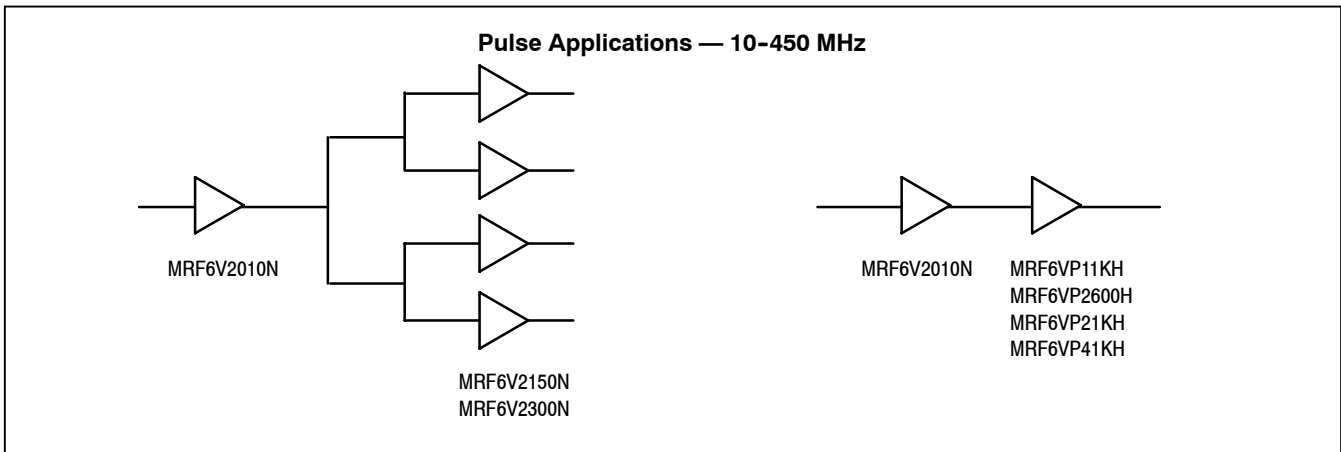 Pulse Applications — 10-450 MHz
MRF6V2010N
MRF6V2150N
MRF6V2300N
MRF6V2010N
MRF6VP11KH
MRF6VP2600H
MRF6VP21KH
MRF6VP41KH